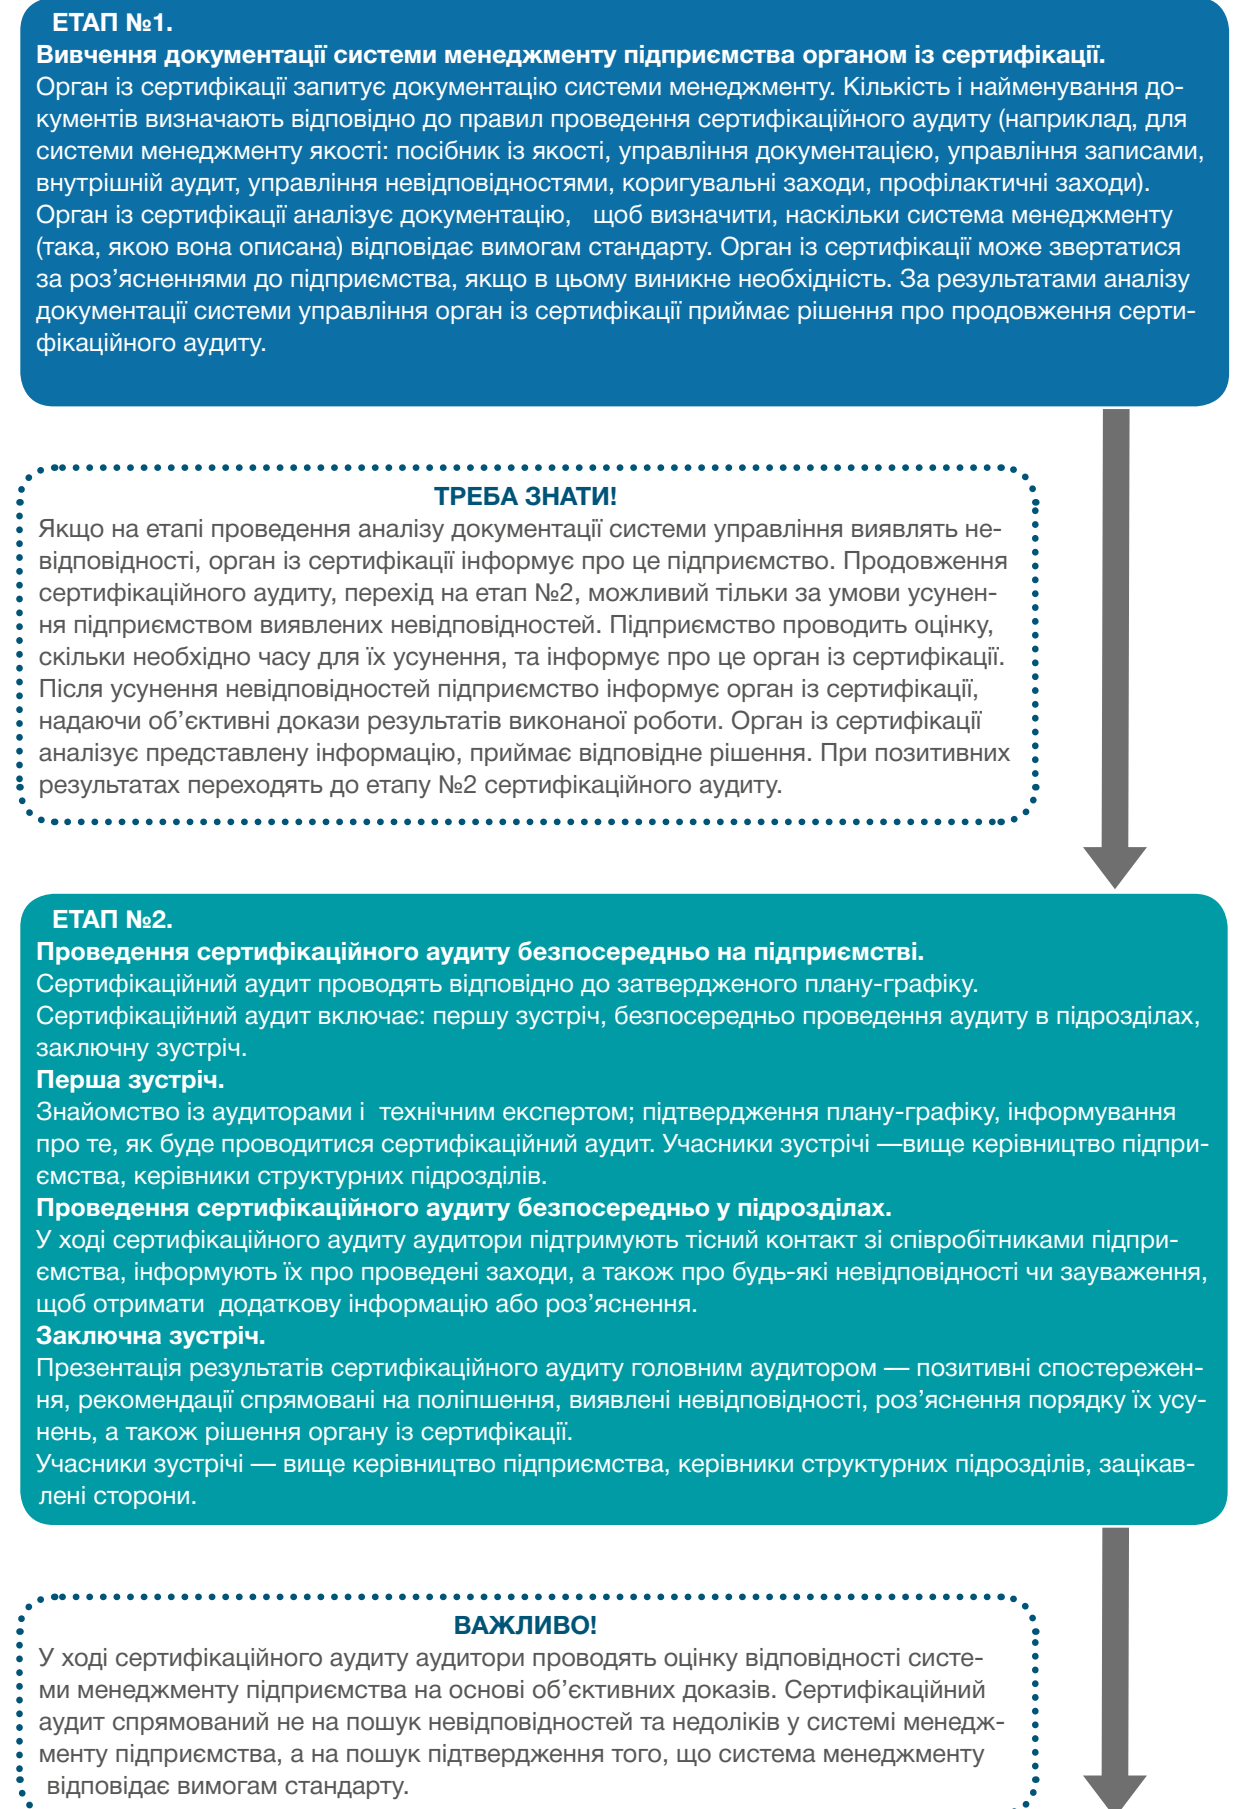 ЕТАП №1.
Вивчення документації системи менеджменту підприємства органом із сертифікації.
Орган із сертифікації запитує документацію системи менеджменту. Кількість і найменування до-
кументів визначають відповідно до правил проведення сертифікаційного аудиту (наприклад, для
системи менеджменту якості: посібник із якості, управління документацією, управління записами,
внутрішній аудит, управління невідповідностями, коригувальні заходи, профілактичні заходи).
Орган із сертифікації аналізує документацію, щоб визначити, наскільки система менеджменту
(така, якою вона описана) відповідає вимогам стандарту. Орган із сертифікації може звертатися
за роз’ясненнями до підприємства, якщо в цьому виникне необхідність. За результатами аналізу
документації системи управління орган із сертифікації приймає рішення про продовження серти-
фікаційного аудиту.
ТРЕБА ЗНАТИ!
Якщо на етапі проведення аналізу документації системи управління виявлять не-
відповідності, орган із сертифікації інформує про це підприємство. Продовження
сертифікаційного аудиту, перехід на етап №2, можливий тільки за умови усунен-
ня підприємством виявлених невідповідностей. Підприємство проводить оцінку,
скільки необхідно часу для їх усунення, та інформує про це орган із сертифікації.
Після усунення невідповідностей підприємство інформує орган із сертифікації,
надаючи об’єктивні докази результатів виконаної роботи. Орган із сертифікації
аналізує представлену інформацію, приймає відповідне рішення. При позитивних
результатах переходять до етапу №2 сертифікаційного аудиту.
ЕТАП №2.
Проведення сертифікаційного аудиту безпосередньо на підприємстві.
Сертифікаційний аудит проводять відповідно до затвердженого плану-графіку.
Сертифікаційний аудит включає: першу зустріч, безпосередньо проведення аудиту в підрозділах,
заключну зустріч.
Перша зустріч.
Знайомство із аудиторами і технічним експертом; підтвердження плану-графіку, інформування
про те, як буде проводитися сертифікаційний аудит. Учасники зустрічі —вище керівництво підпри-
ємства, керівники структурних підрозділів.
Проведення сертифікаційного аудиту безпосередньо у підрозділах.
У ході сертифікаційного аудиту аудитори підтримують тісний контакт зі співробітниками підпри-
ємства, інформують їх про проведені заходи, а також про будь-які невідповідності чи зауваження,
щоб отримати додаткову інформацію або роз’яснення.
Заключна зустріч.
Презентація результатів сертифікаційного аудиту головним аудитором — позитивні спостережен-
ня, рекомендації спрямовані на поліпшення, виявлені невідповідності, роз’яснення порядку їх усу-
нень, а також рішення органу із сертифікації.
Учасники зустрічі — вище керівництво підприємства, керівники структурних підрозділів, зацікав-
лені сторони.
ВАЖЛИВО!
У ході сертифікаційного аудиту аудитори проводять оцінку відповідності систе-
ми менеджменту підприємства на основі об’єктивних доказів. Сертифікаційний
аудит спрямований не на пошук невідповідностей та недоліків у системі менедж-
менту підприємства, а на пошук підтвердження того, що система менеджменту
відповідає вимогам стандарту.